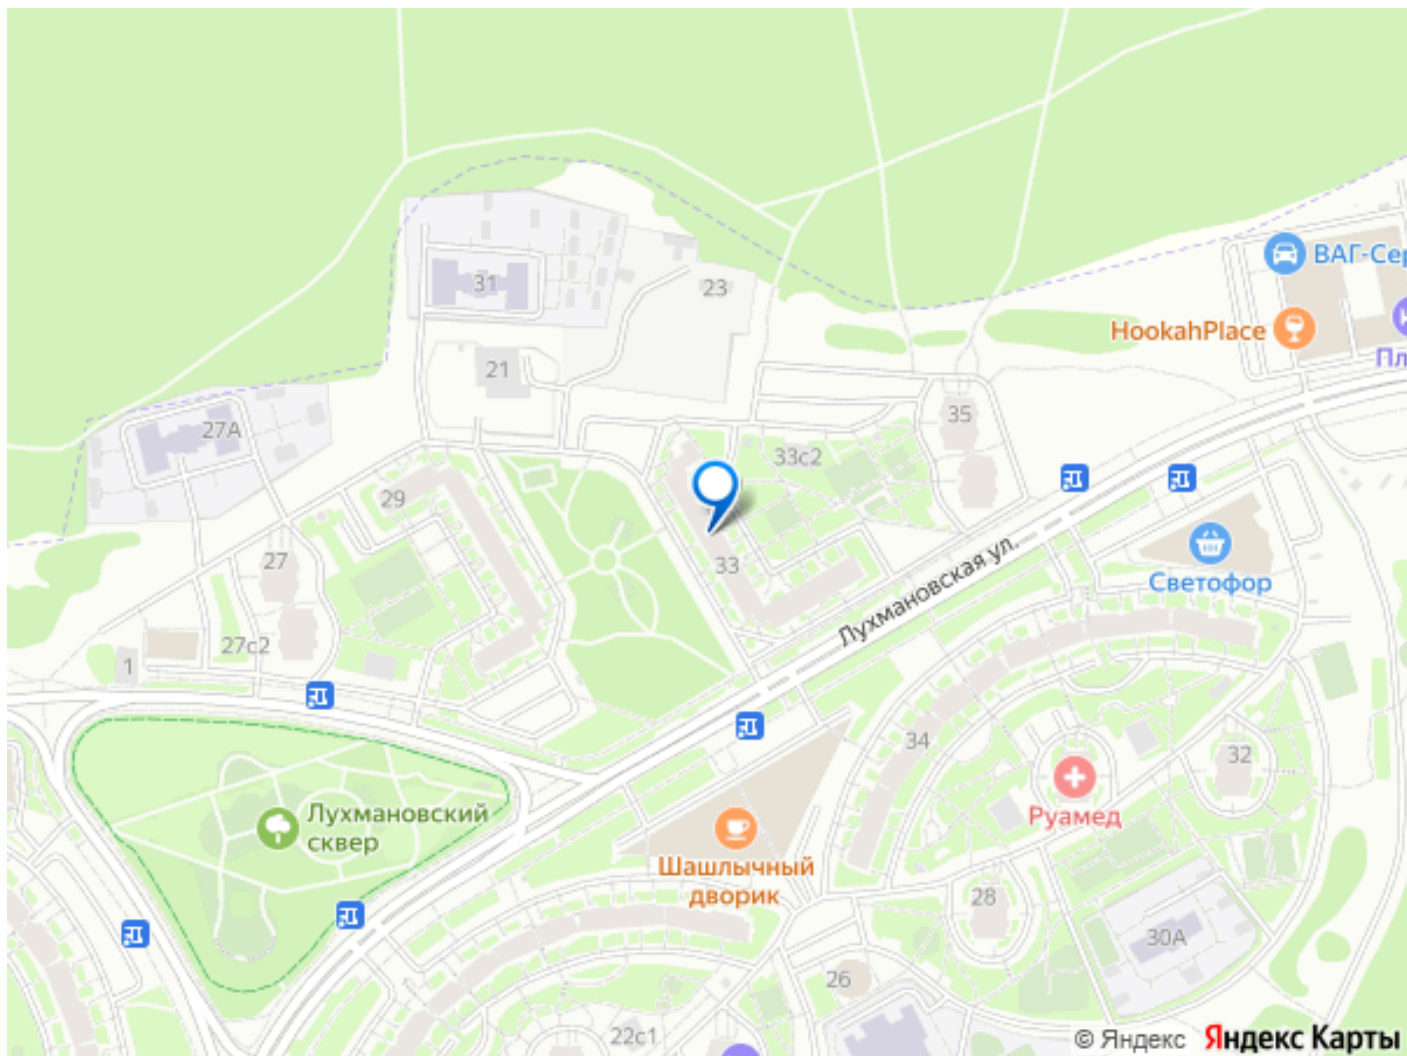 ВАГ-Сер
HookahPlace
Пл
31
23
21
27А
35
33с2
29
33
27
27с2
1
Лухмановская ул.
Светофор
34
32
Руамед
Лухмановский
сквер
Шашлычный
дворик
28
30А
26
22с1
© Яндекс Яндекс Карты